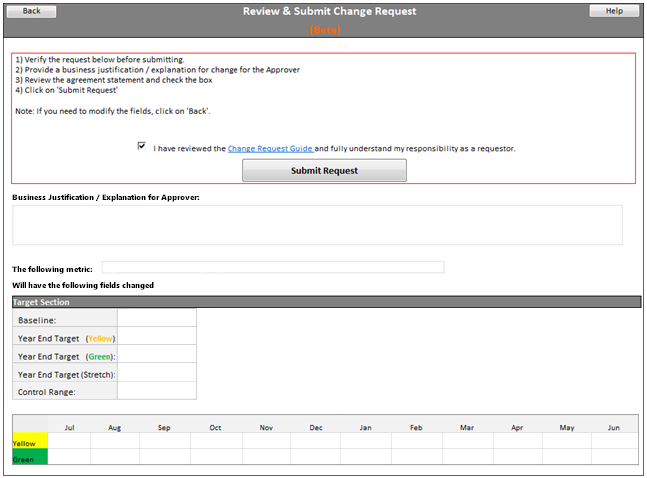 Back
Review & Submit Change Request
Help
(Beta)
1) Verify the request below before submitting.
2) Provide a business justification / explanation for change for the Approver
3) Review the agreement statement and check the box
4) Click on 'Submit Request'
Note: If you need to modify the fields, click on 'Back'.
I have reviewed the Change Request Guide and fully understand my responsibility as a requestor.
Submit Request
Business Justification / Explanation for Approver:
The following metric:
Will have the following fields changed
Target Section
Baseline:
Year End Target (Yellow):
Year End Target (Green):
Year End Target (Stretch):
Control Range:
Jul Aug Sep Oct Nov Dec Jan Feb Mar Apr May Jun
Yellow
Green